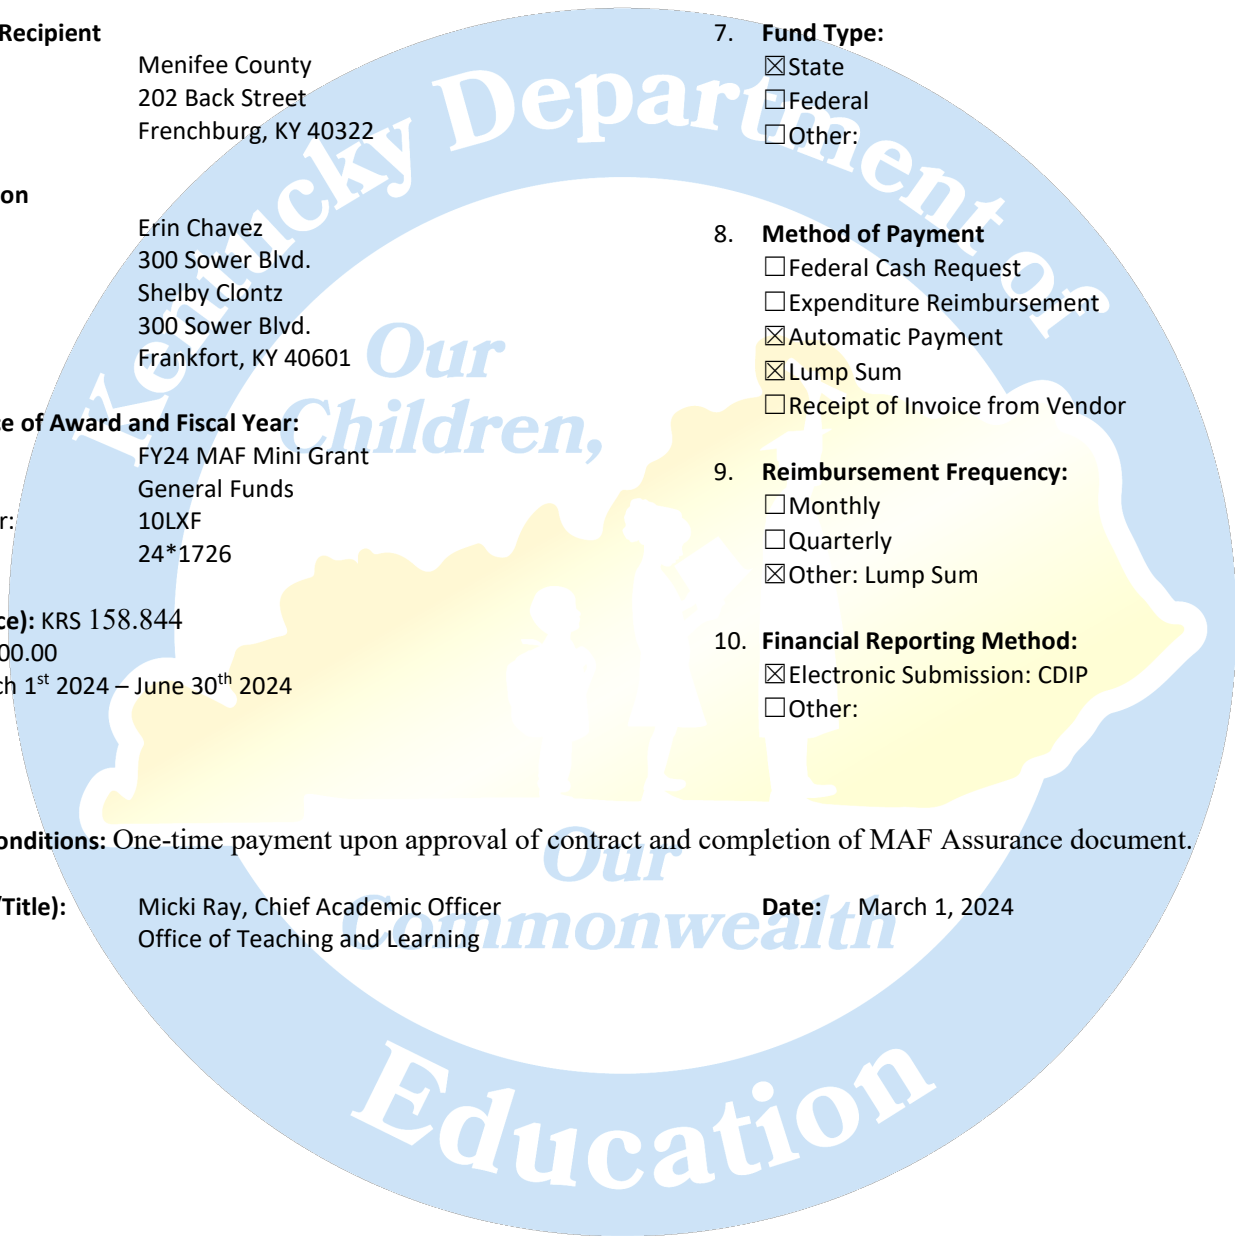 Recipient
Menifee County
202 Back Street
Frenchburg, KY 40322
on
Erin Chavez
300 Sower Blvd.
Shelby Clontz
300 Sower Blvd.
Frankfort, KY 40601
ce of Award and Fiscal Year:
FY24 MAF Mini Grant
General Funds
r: 10LXF
24*1726
ce): KRS 158.844
00.00
ch 1st 2024 – June 30th 2024
7. Fund Type:
☒State
☐Federal
☐Other:
8. Method of Payment
☐Federal Cash Request
☐Expenditure Reimbursement
☒Automatic Payment
☒Lump Sum
☐Receipt of Invoice from Vendor
9. Reimbursement Frequency:
☐Monthly
☐Quarterly
☒Other: Lump Sum
10. Financial Reporting Method:
☒Electronic Submission: CDIP
☐Other:
onditions: One-time payment upon approval of contract and completion of MAF Assurance document.
/Title): Micki Ray, Chief Academic Officer
Office of Teaching and Learning
Date: March 1, 2024
Kentucky Department of
Education
Our
Children,
Our
Commonwealth